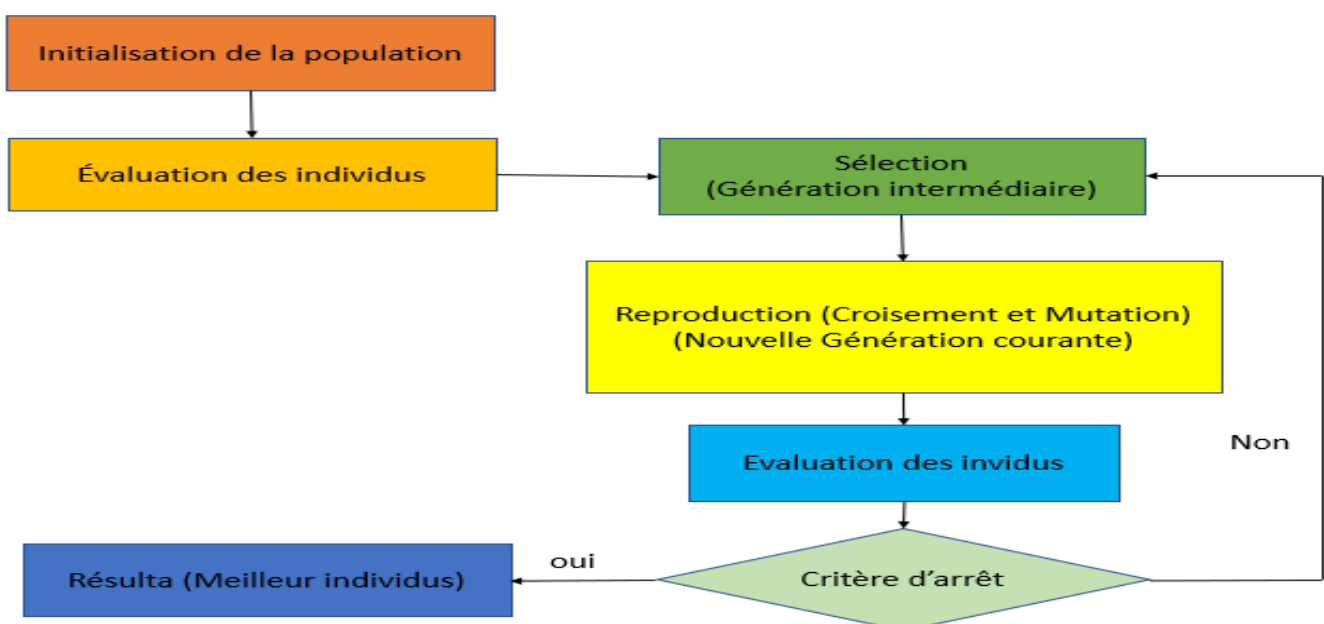 Initialisation de la population
Évaluation des individus
Sélection
(Génération intermédiaire)
Reproduction (Croisement et Mutation)
(Nouvelle Génération courante)
Evaluation des invidus
Non
Critère d'arrêt
oui
Résulta (Meilleur individus)